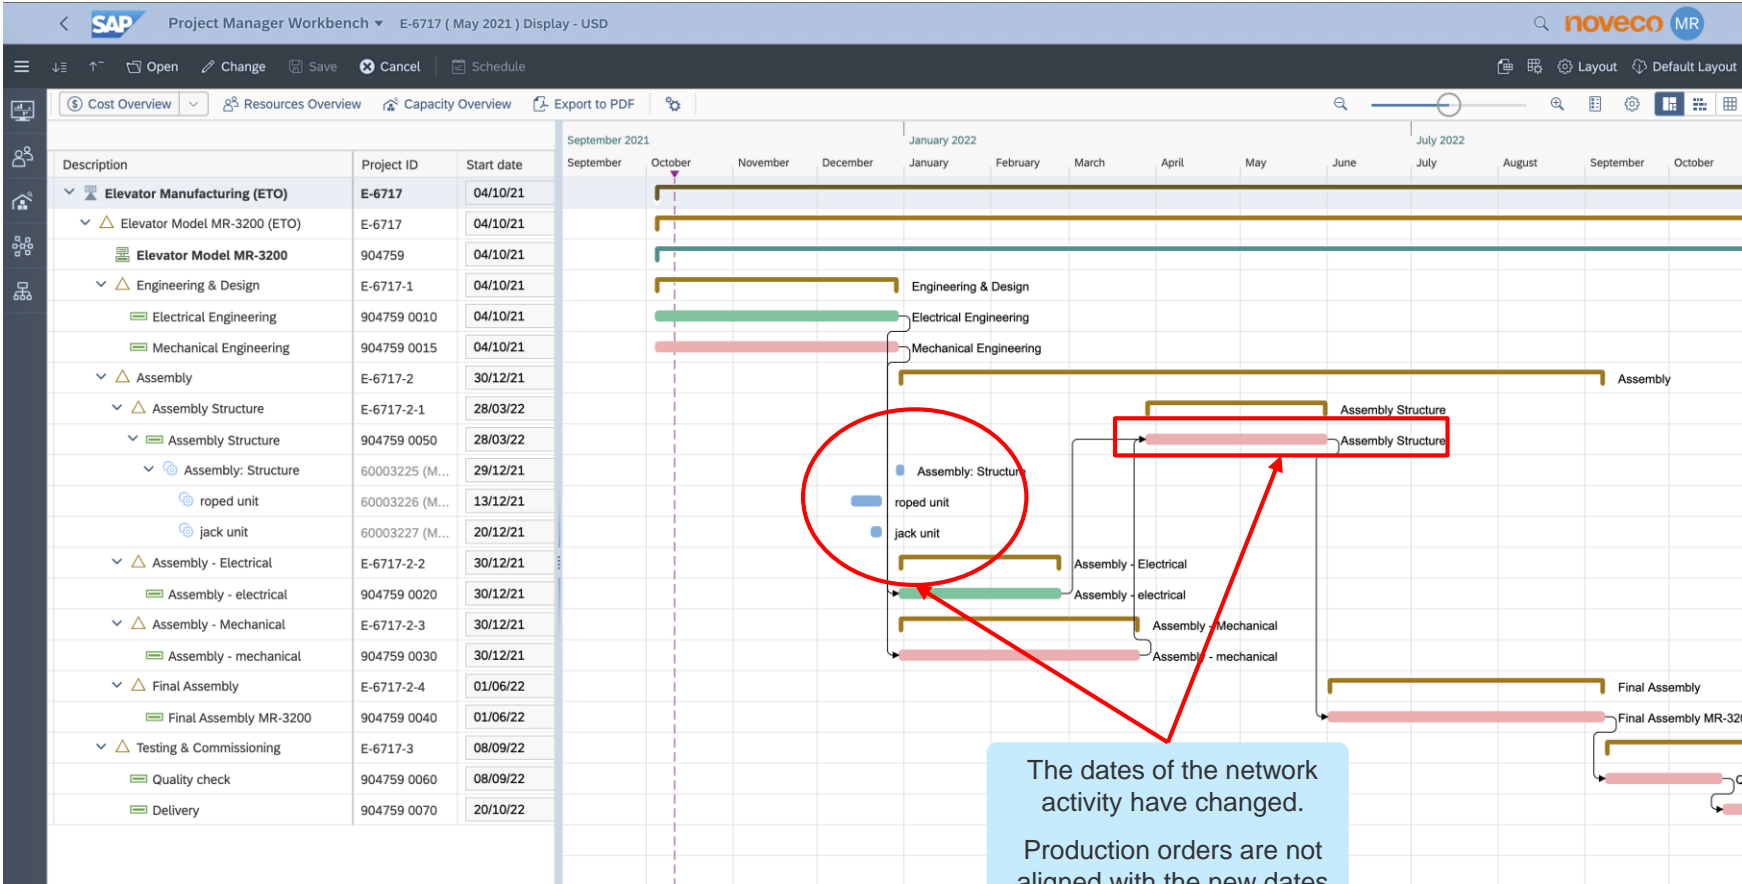 SAP Project Manager Workbench E-6717 ( May 2021 ) Display - USD noveco MR
Open Change Save Cancel Schedule Layout Default Layout
Cost Overview Resources Overview Capacity Overview Export to PDF
September 2021 January 2022 July 2022
Description Project ID Start date September October November December January February March April May June July August September October
Elevator Manufacturing (ETO) E-6717 04/10/21
Elevator Model MR-3200 (ETO) E-6717 04/10/21
Elevator Model MR-3200 904759 04/10/21
Engineering & Design E-6717-1 04/10/21 Engineering & Design
Electrical Engineering 904759 0010 04/10/21 Electrical Engineering
Mechanical Engineering 904759 0015 04/10/21 Mechanical Engineering
Assembly E-6717-2 30/12/21 Assembly
Assembly Structure E-6717-2-1 28/03/22 Assembly Structure
Assembly Structure 904759 0050 28/03/22 Assembly Structure
Assembly: Structure 60003225 (M... 29/12/21 Assembly: Structure
roped unit 60003226 (M... 13/12/21 roped unit
jack unit 60003227 (M... 20/12/21 jack unit
Assembly - Electrical E-6717-2-2 30/12/21 Assembly - Electrical
Assembly - electrical 904759 0020 30/12/21 Assembly - electrical
Assembly - Mechanical E-6717-2-3 30/12/21 Assembly - Mechanical
Assembly - mechanical 904759 0030 30/12/21 Assembly - mechanical
Final Assembly E-6717-2-4 01/06/22 Final Assembly
Final Assembly MR-3200 904759 0040 01/06/22 Final Assembly MR-320
Testing & Commissioning E-6717-3 08/09/22
Quality check 904759 0060 08/09/22 Q
Delivery 904759 0070 20/10/22
The dates of the network
activity have changed.
Production orders are not
aligned with the new dates